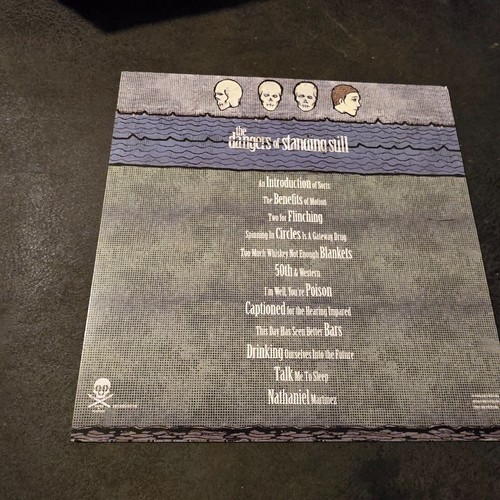 the
dangers of standing still
An Introduction of Sorts
The Benefits of Motion
Two for Flinching
Spinning In Circles Is A Gateway Drug
Too Much Whiskey Not Enough Blankets
50th & Western
I'm Well, You're Poison
Captioned for the Hearing Impaired
This Day Has Seen Better Bars
Drinking Ourselves Into the Future
Talk Me To Sleep
Nathaniel Martinez